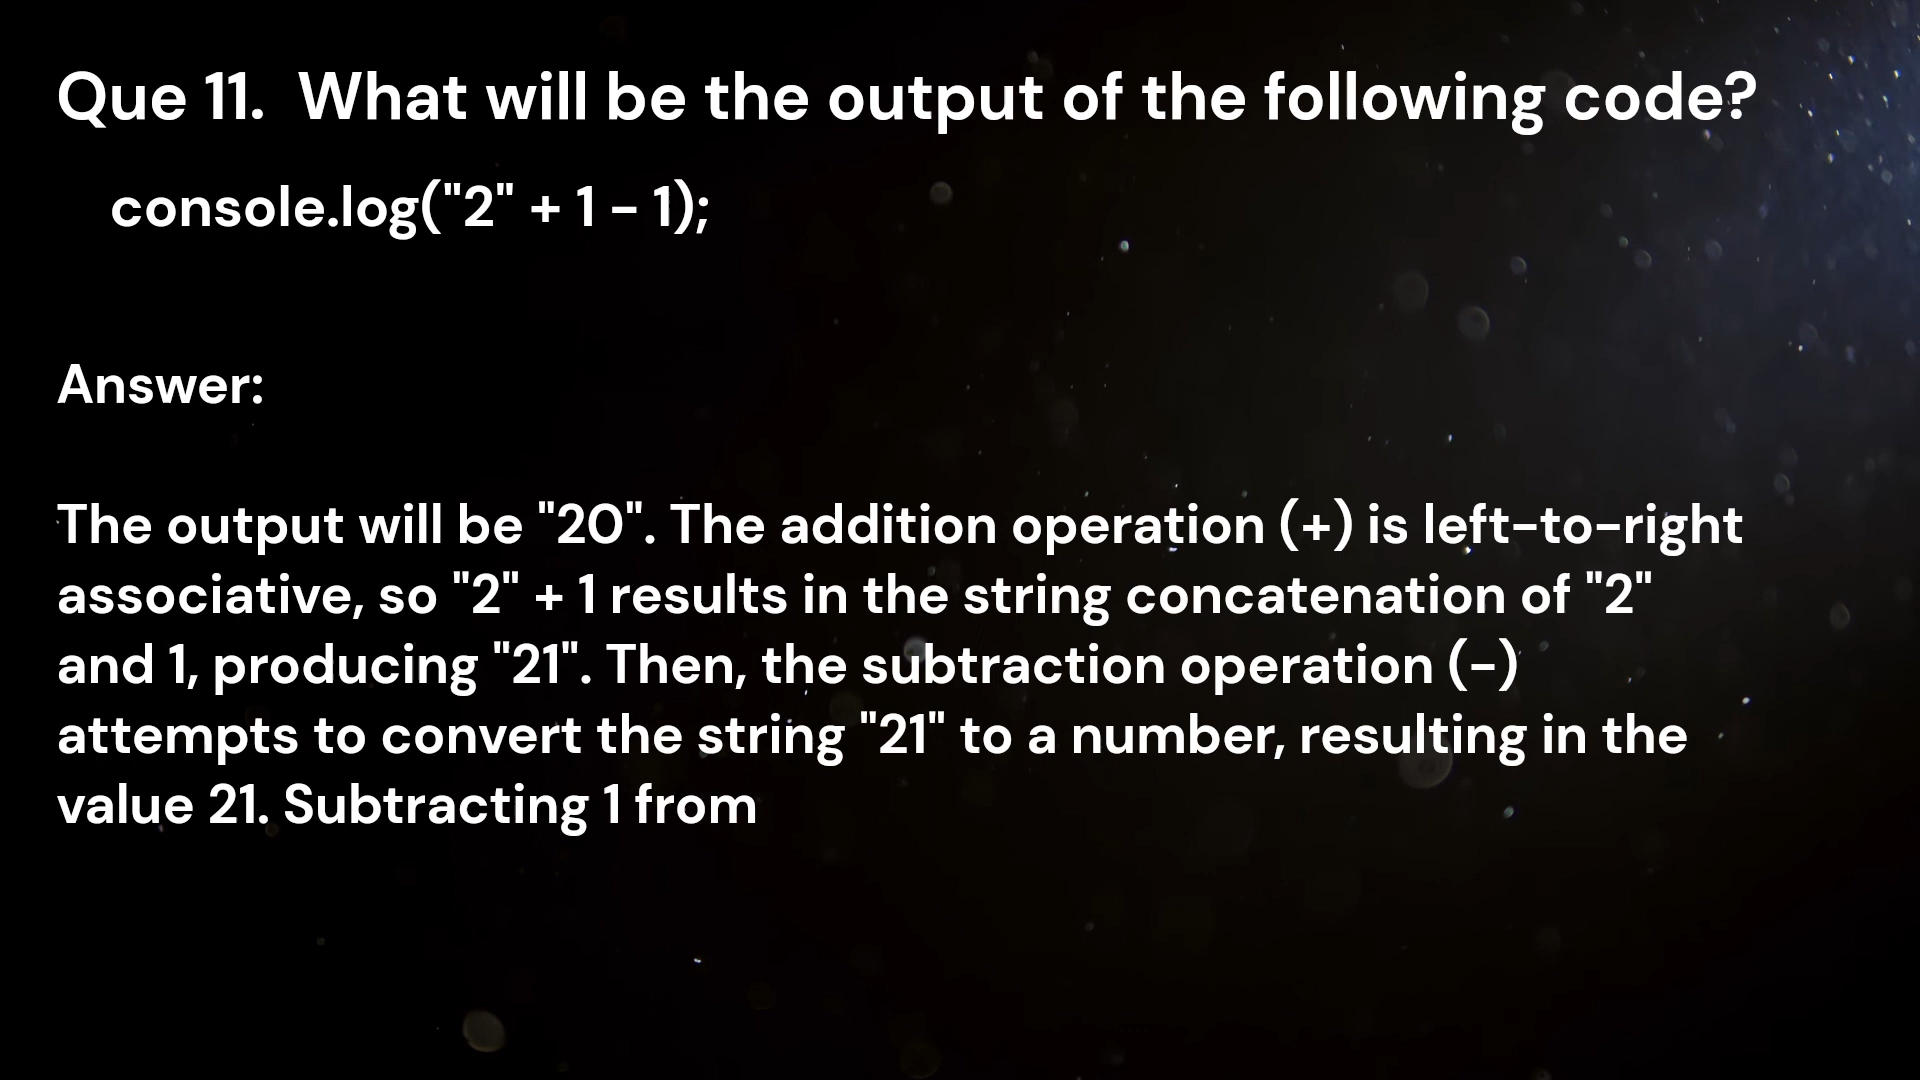 Que 11.  What will be the output of the following code?
console.log("2" + 1 - 1);
Answer:
The output will be "20". The addition operation (+) is left-to-right
associative, so "2" + 1 results in the string concatenation of "2"
and 1, producing "21". Then, the subtraction operation (-)
attempts to convert the string "21" to a number, resulting in the
value 21. Subtracting 1 from